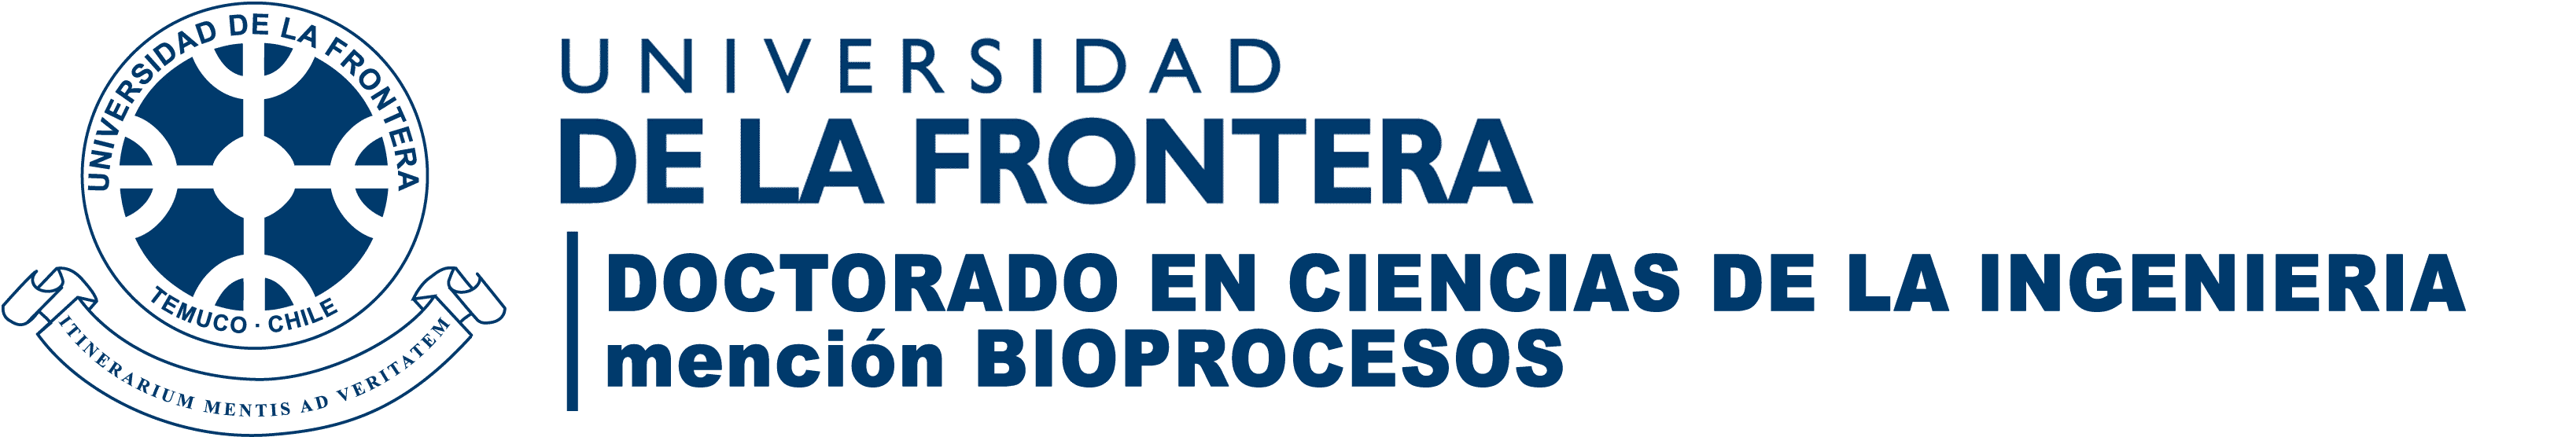 UNIVERSIDAD DE LA FRONTERA
TEMUCO · CHILE
ITINERARIUM MENTIS AD VERITATEM
UNIVERSIDAD
DE LA FRONTERA
DOCTORADO EN CIENCIAS DE LA INGENIERIA
mención BIOPROCESOS